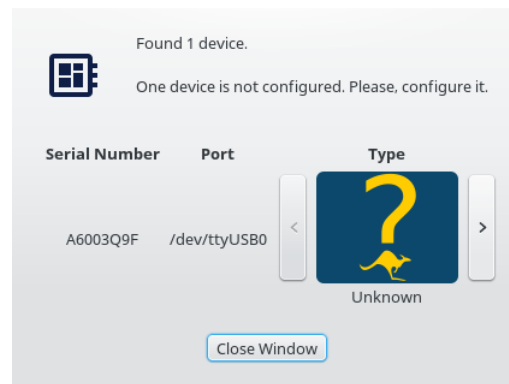 Found 1 device.
One device is not configured. Please, configure it.
Serial Number Port Type
?
A6003Q9F /dev/ttyUSB0 < >
Unknown
Close Window